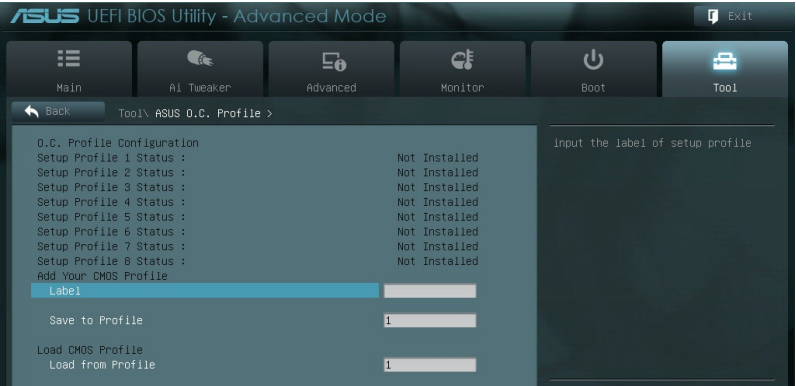 ASUS UEFI BIOS Utility - Advanced Mode
Exit
Main Ai Tweaker Advanced Monitor Boot Tool
Back Tool\ ASUS O.C. Profile >
O.C. Profile Configuration
Setup Profile 1 Status : Not Installed
Setup Profile 2 Status : Not Installed
Setup Profile 3 Status : Not Installed
Setup Profile 4 Status : Not Installed
Setup Profile 5 Status : Not Installed
Setup Profile 6 Status : Not Installed
Setup Profile 7 Status : Not Installed
Setup Profile 8 Status : Not Installed
Add Your CMOS Profile
Label
Save to Profile 1
Load CMOS Profile
Load from Profile 1
input the label of setup profile